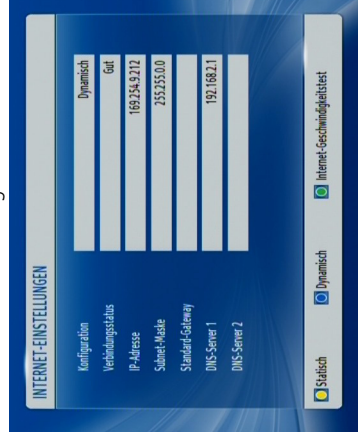 INTERNET-EINSTELLUNGEN
Konfiguration Dynamisch
Verbindungsstatus Gut
IP-Adresse 169.254.9.212
Subnet-Maske 255.255.0.0
Standard-Gateway
DNS-Server 1 192.168.2.1
DNS-Server 2
Statisch Dynamisch Internet-Geschwindigkeitstest